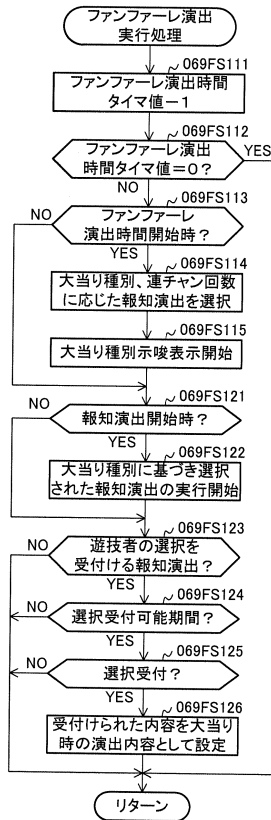 ファンファーレ演出
実行処理
069FS111
ファンファーレ演出時間
タイマ値－1
069FS112
ファンファーレ演出
時間タイマ値＝0？
YES
NO
069FS113
NO
ファンファーレ
演出時間開始時？
YES
069FS114
大当り種別、連チャン回数
に応じた報知演出を選択
069FS115
大当り種別示唆表示開始
069FS121
NO
報知演出開始時？
YES
069FS122
大当り種別に基づき選択
された報知演出の実行開始
069FS123
NO
遊技者の選択を
受付ける報知演出？
YES
069FS124
NO
選択受付可能期間？
YES
069FS125
NO
選択受付？
YES
069FS126
受付けられた内容を大当り
時の演出内容として設定
リターン